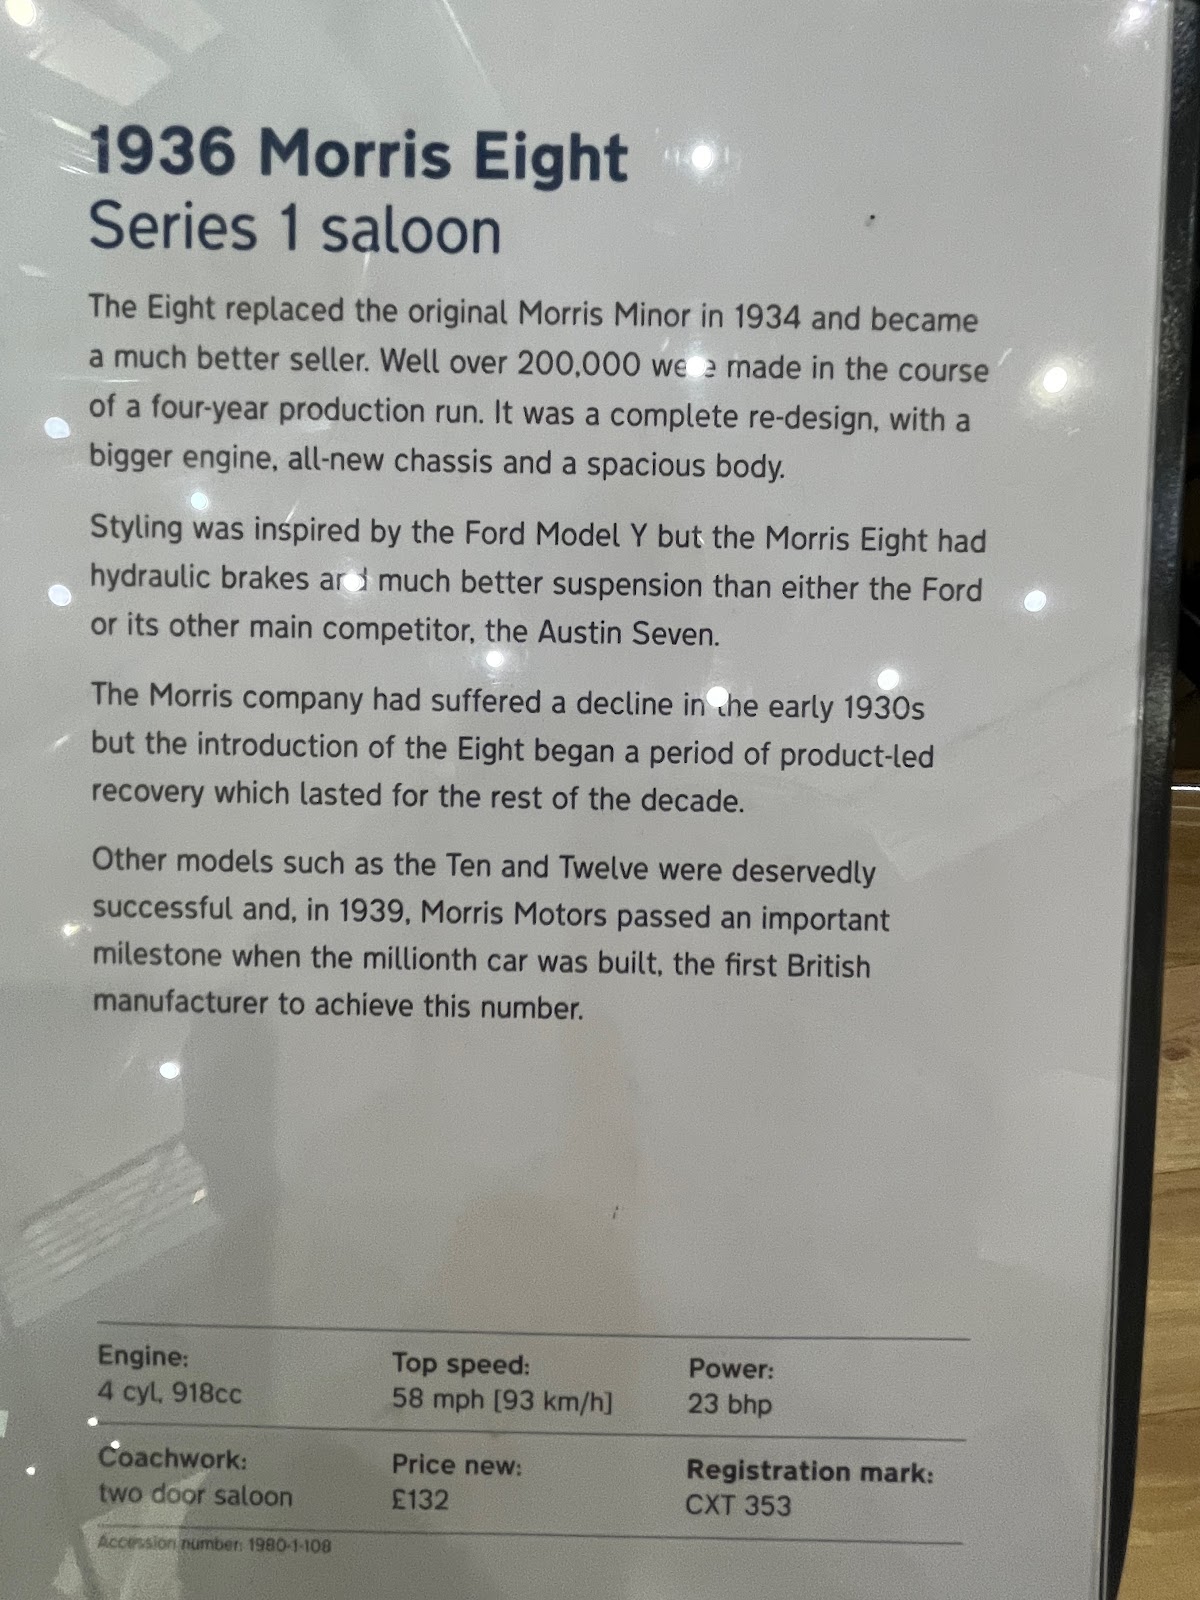 1936 Morris Eight
Series 1 saloon
The Eight replaced the original Morris Minor in 1934 and became
a much better seller. Well over 200,000 were made in the course
of a four-year production run. It was a complete re-design, with a
bigger engine, all-new chassis and a spacious body.
Styling was inspired by the Ford Model Y but the Morris Eight had
hydraulic brakes and much better suspension than either the Ford
or its other main competitor, the Austin Seven.
The Morris company had suffered a decline in the early 1930s
but the introduction of the Eight began a period of product-led
recovery which lasted for the rest of the decade.
Other models such as the Ten and Twelve were deservedly
successful and, in 1939, Morris Motors passed an important
milestone when the millionth car was built, the first British
manufacturer to achieve this number.
Engine:
4 cyl, 918cc
Top speed:
58 mph [93 km/h]
Power:
23 bhp
Coachwork:
two door saloon
Price new:
£132
Registration mark:
CXT 353
Accession number: 1980-1-108